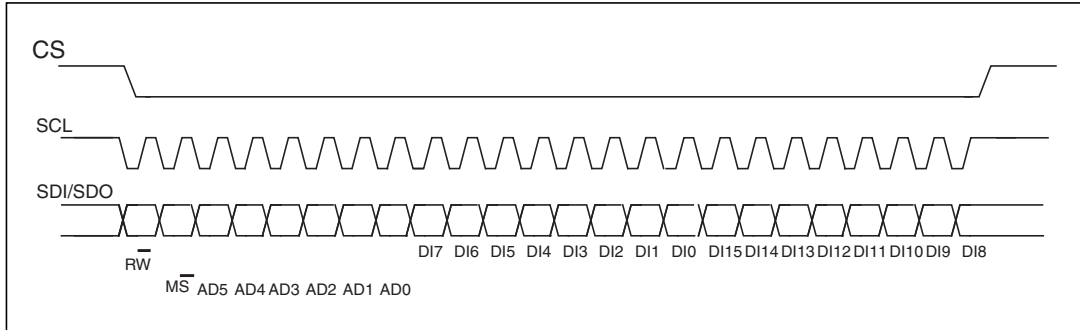 CS
SCL
SDI/SDO
DI7 DI6 DI5 DI4 DI3 DI2 DI1 DI0 DI15 DI14 DI13 DI12 DI11 DI10 DI9 DI8
RW̅
MS̅ AD5 AD4 AD3 AD2 AD1 AD0